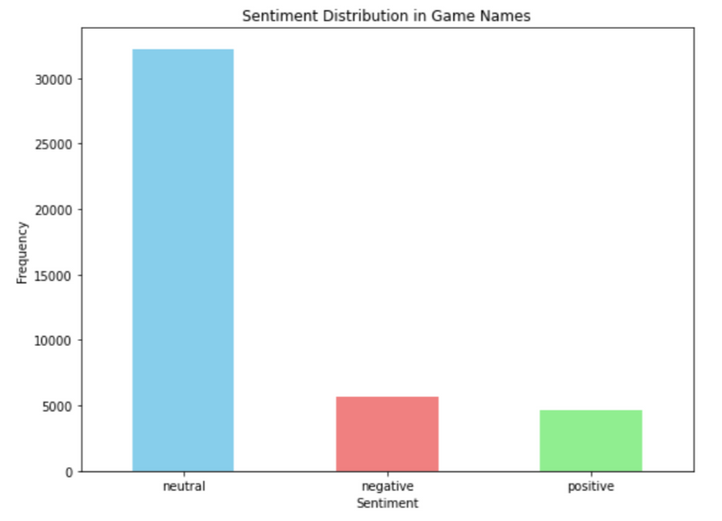 Sentiment Distribution in Game Names
Frequency
30000
25000
20000
15000
10000
5000
0
neutral negative positive
Sentiment